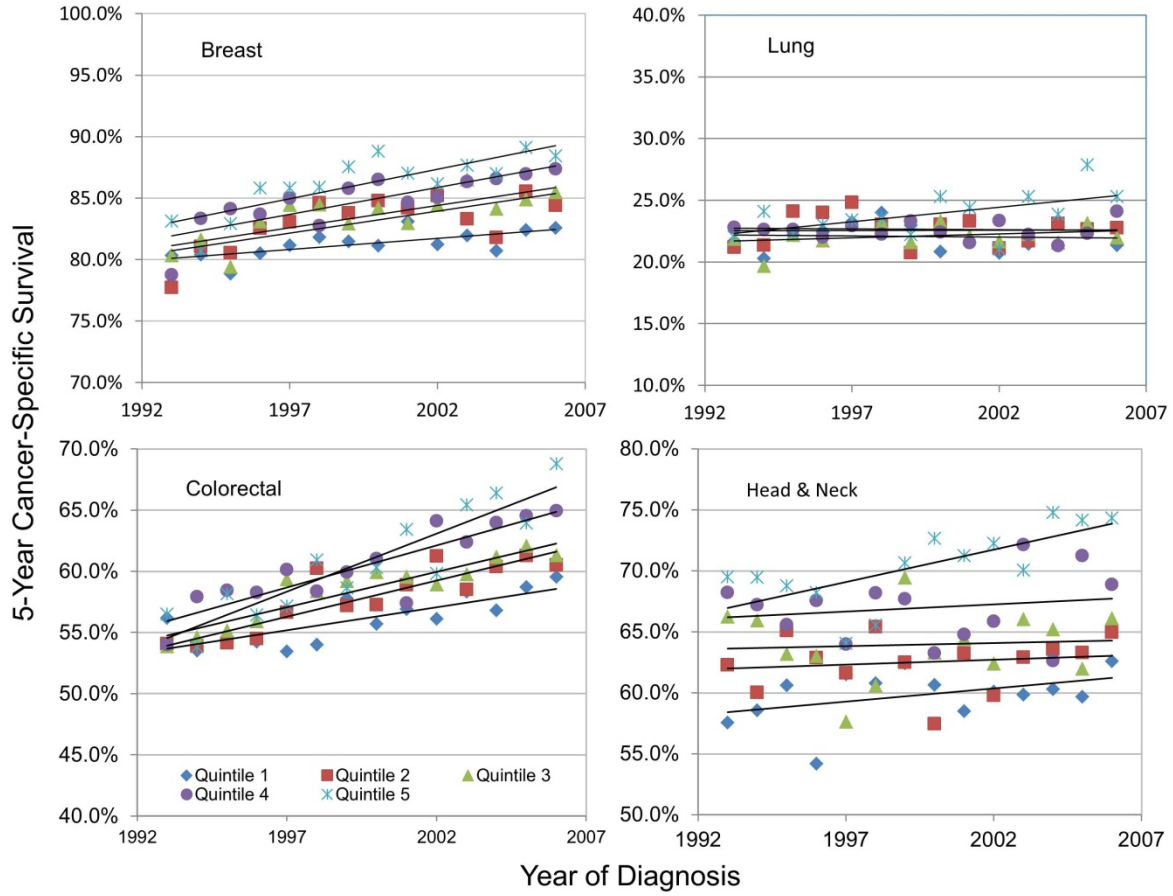 5-Year Cancer-Specific Survival
Breast
100.0%
95.0%
90.0%
85.0%
80.0%
75.0%
70.0%
1992 1997 2002 2007
Lung
40.0%
35.0%
30.0%
25.0%
20.0%
15.0%
10.0%
1992 1997 2002 2007
Colorectal
70.0%
65.0%
60.0%
55.0%
50.0%
45.0%
40.0%
Quintile 1 Quintile 2 Quintile 3
Quintile 4 Quintile 5
1992 1997 2002 2007
Head & Neck
80.0%
75.0%
70.0%
65.0%
60.0%
55.0%
50.0%
1992 1997 2002 2007
Year of Diagnosis